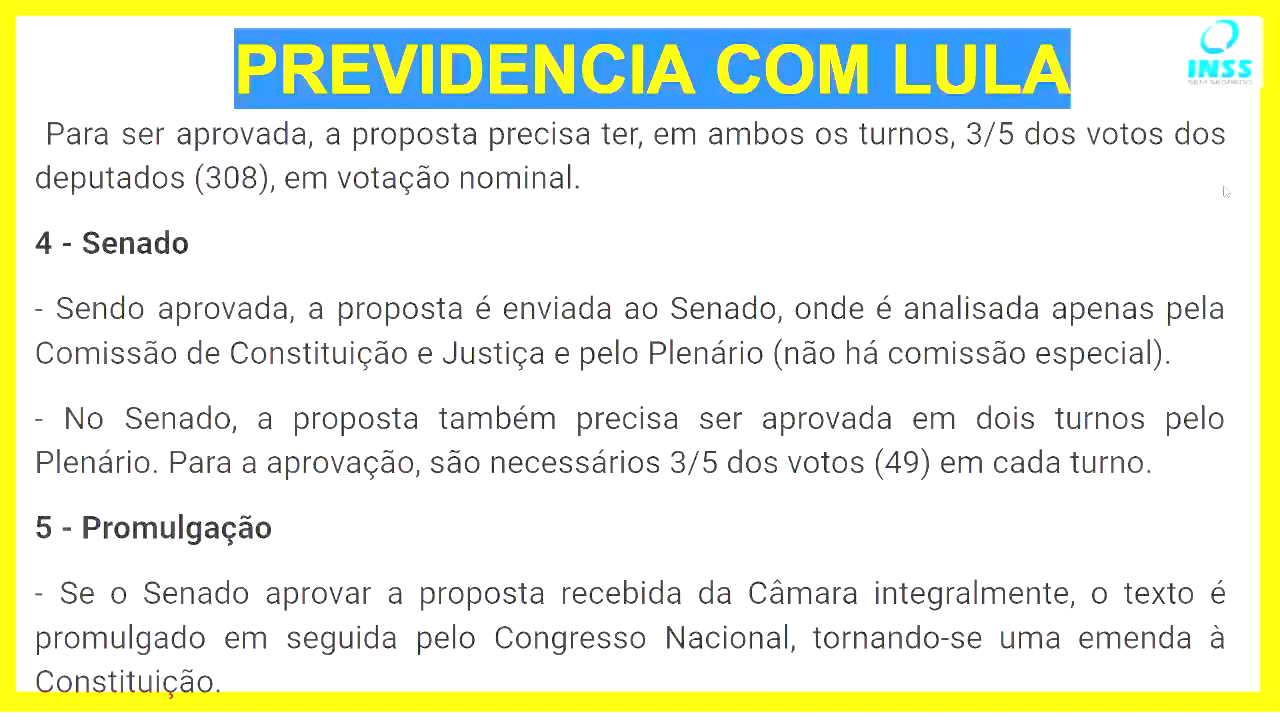 PREVIDENCIA COM LULA
INSS
SEM SEGREDO
Para ser aprovada, a proposta precisa ter, em ambos os turnos, 3/5 dos votos dos
deputados (308), em votação nominal.
4 - Senado
- Sendo aprovada, a proposta é enviada ao Senado, onde é analisada apenas pela
Comissão de Constituição e Justiça e pelo Plenário (não há comissão especial).
- No Senado, a proposta também precisa ser aprovada em dois turnos pelo
Plenário. Para a aprovação, são necessários 3/5 dos votos (49) em cada turno.
5 - Promulgação
- Se o Senado aprovar a proposta recebida da Câmara integralmente, o texto é
promulgado em seguida pelo Congresso Nacional, tornando-se uma emenda à
Constituição.